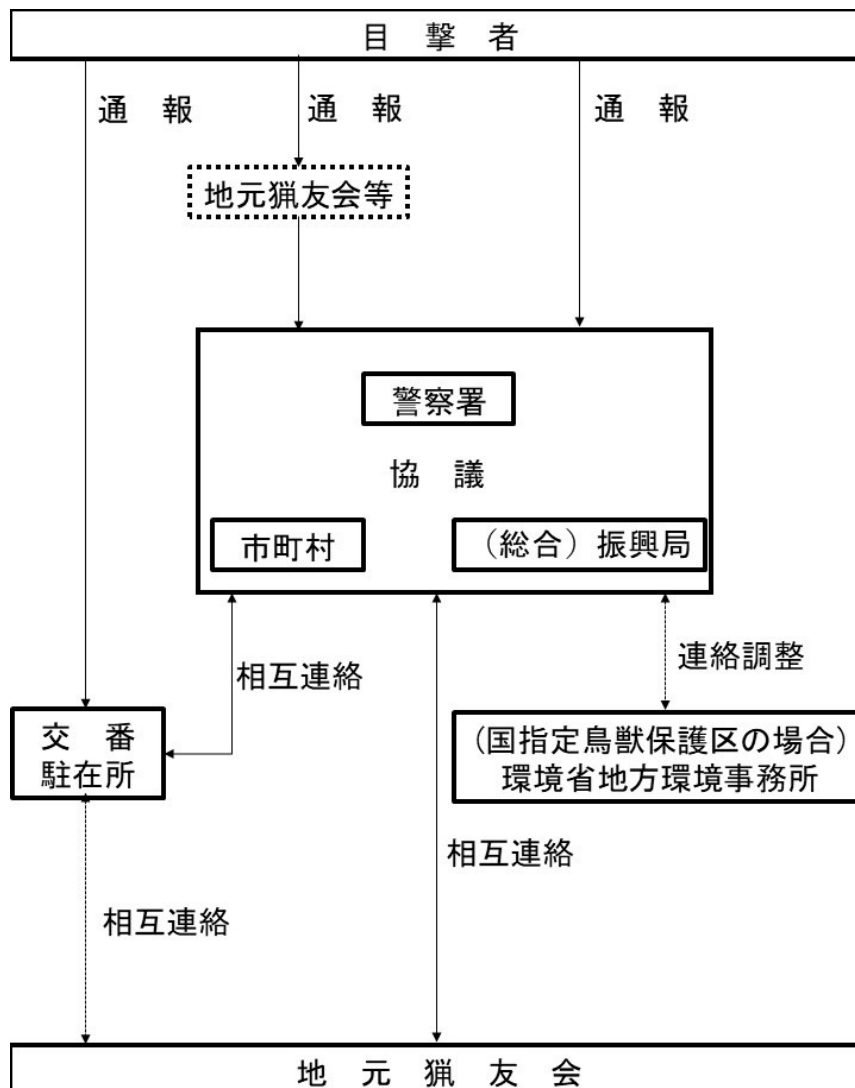 目　撃　者
通　報
通　報
通　報
地元猟友会等
警察署
協　議
市町村
（総合）振興局
相互連絡
連絡調整
交　番
駐在所
（国指定鳥獣保護区の場合）
環境省地方環境事務所
相互連絡
相互連絡
地　元　猟　友　会